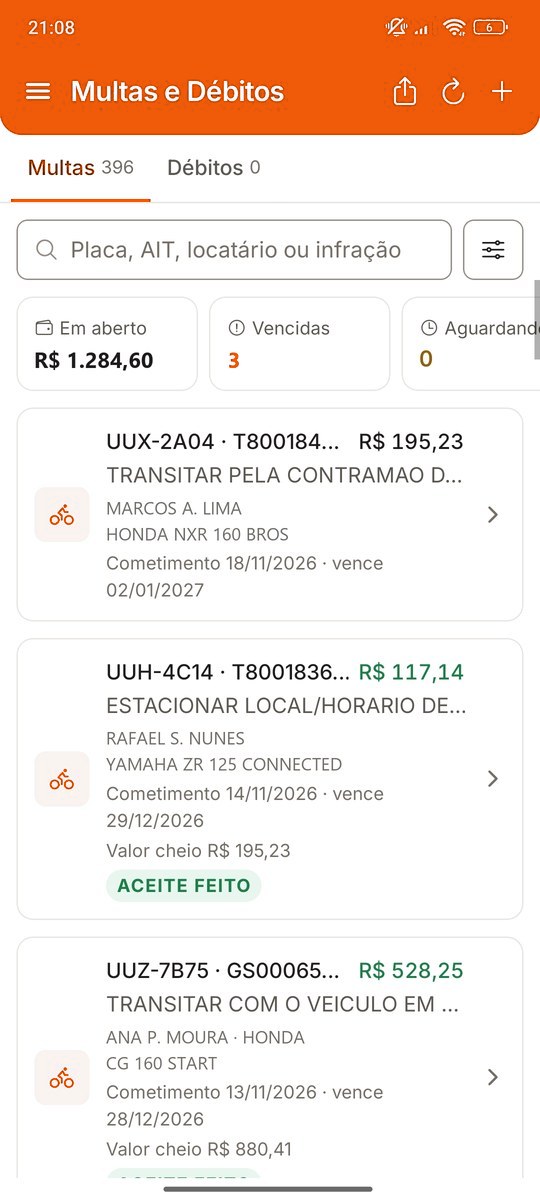 21:08
6
Multas e Débitos
Multas 396
Débitos 0
Placa, AIT, locatário ou infração
Em aberto
R$ 1.284,60
Vencidas
3
Aguardando
0
UUX-2A04 · T800184... R$ 195,23
TRANSITAR PELA CONTRAMAO D...
MARCOS A. LIMA
HONDA NXR 160 BROS
Cometimento 18/11/2026 · vence
02/01/2027
UUH-4C14 · T8001836... R$ 117,14
ESTACIONAR LOCAL/HORARIO DE...
RAFAEL S. NUNES
YAMAHA ZR 125 CONNECTED
Cometimento 14/11/2026 · vence
29/12/2026
Valor cheio R$ 195,23
ACEITE FEITO
UUZ-7B75 · GS00065... R$ 528,25
TRANSITAR COM O VEICULO EM ...
ANA P. MOURA · HONDA
CG 160 START
Cometimento 13/11/2026 · vence
28/12/2026
Valor cheio R$ 880,41